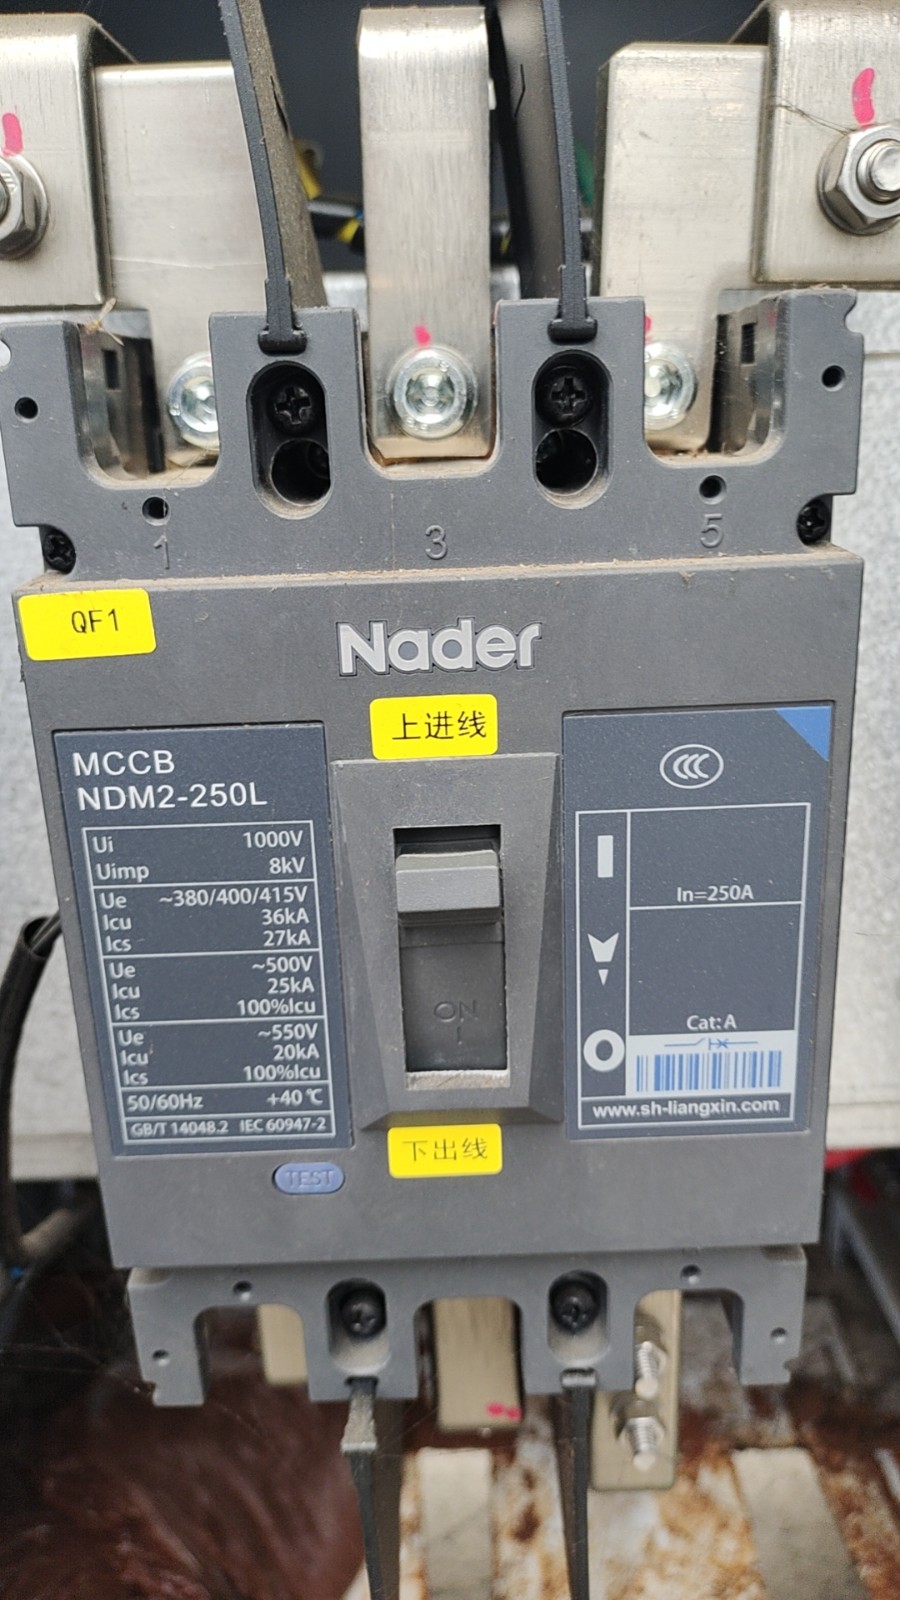 1
3
5
QF1
Nader
上进线
MCCB
NDM2-250L
Ui 1000V
Uimp 8kV
Ue ~380/400/415V
Icu 36kA
Ics 27kA
Ue ~500V
Icu 25kA
Ics 100%Icu
Ue ~550V
Icu 20kA
Ics 100%Icu
50/60Hz +40℃
GB/T 14048.2 IEC 60947-2
ON
I
CCC
In=250A
Cat: A
www.sh-liangxin.com
下出线
TEST